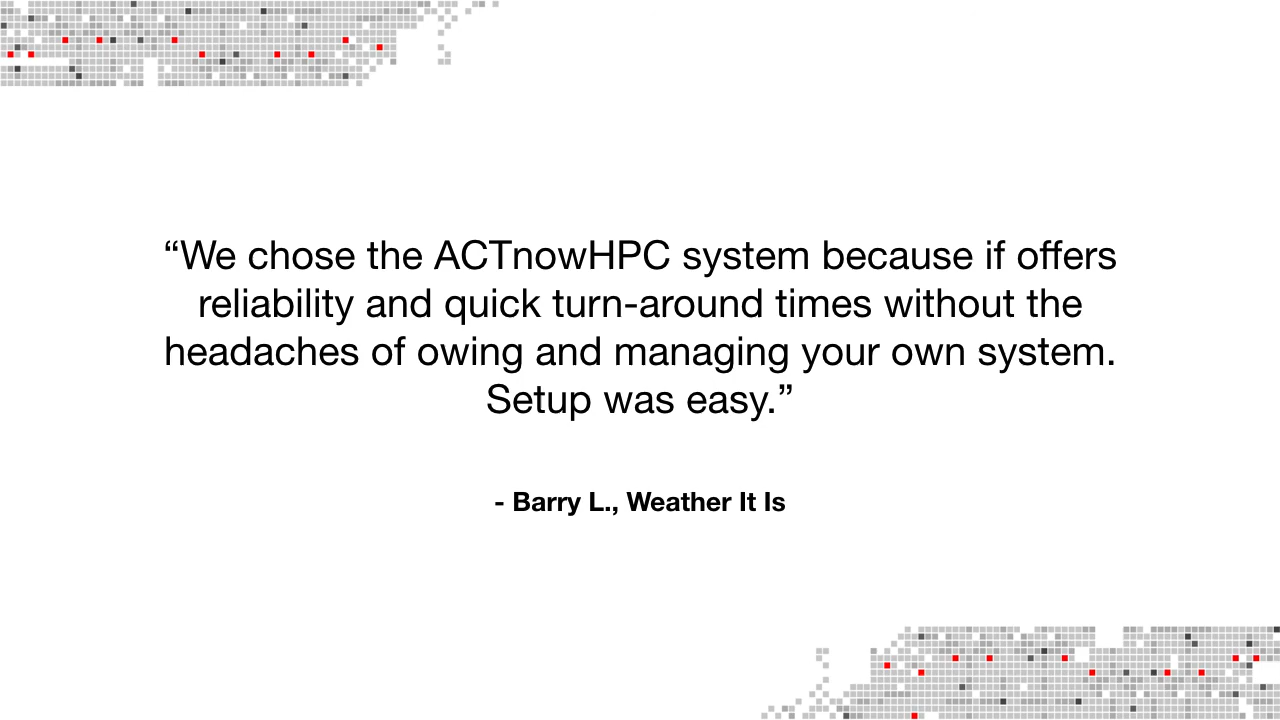 “We chose the ACTnowHPC system because if offers
reliability and quick turn-around times without the
headaches of owing and managing your own system.
Setup was easy.”
- Barry L., Weather It Is